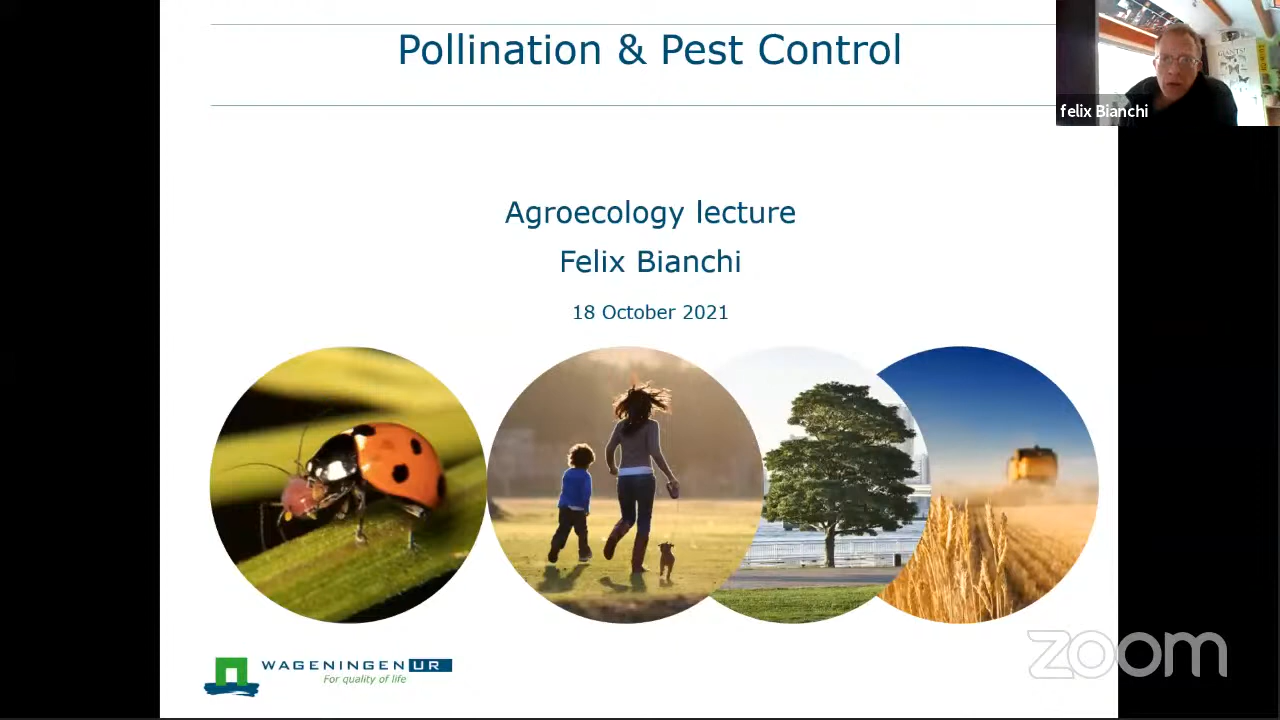 Pollination & Pest Control
felix Bianchi
Agroecology lecture
Felix Bianchi
18 October 2021
WAGENINGEN UR
For quality of life
zoom